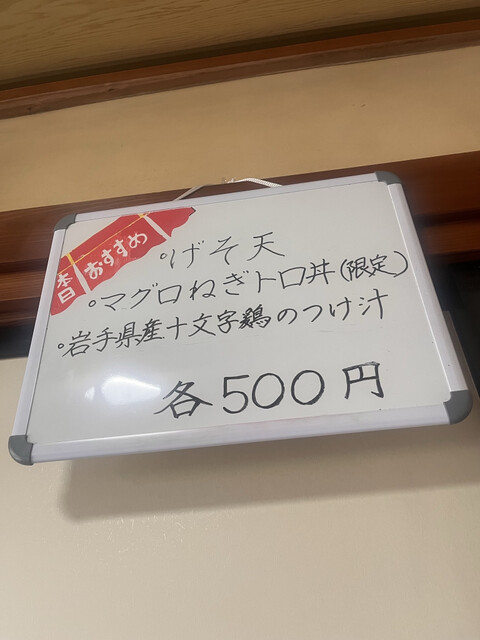 本日おすすめ
°げそ天
°マグロねぎトロ丼(限定)
°岩手県産十文字鶏のつけ汁
各500円